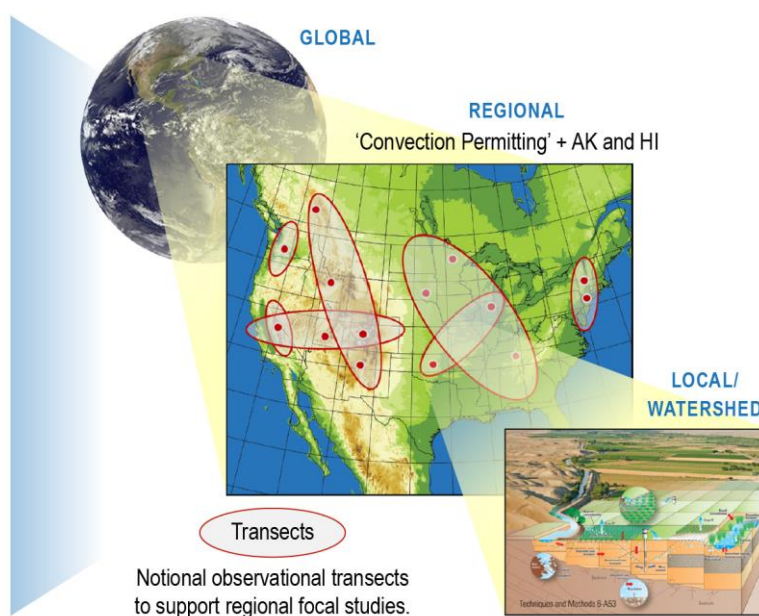 GLOBAL
REGIONAL
‘Convection Permitting’ + AK and HI
LOCAL/
WATERSHED
Transects
Notional observational transects
to support regional focal studies.
Techniques and Methods 6-A53